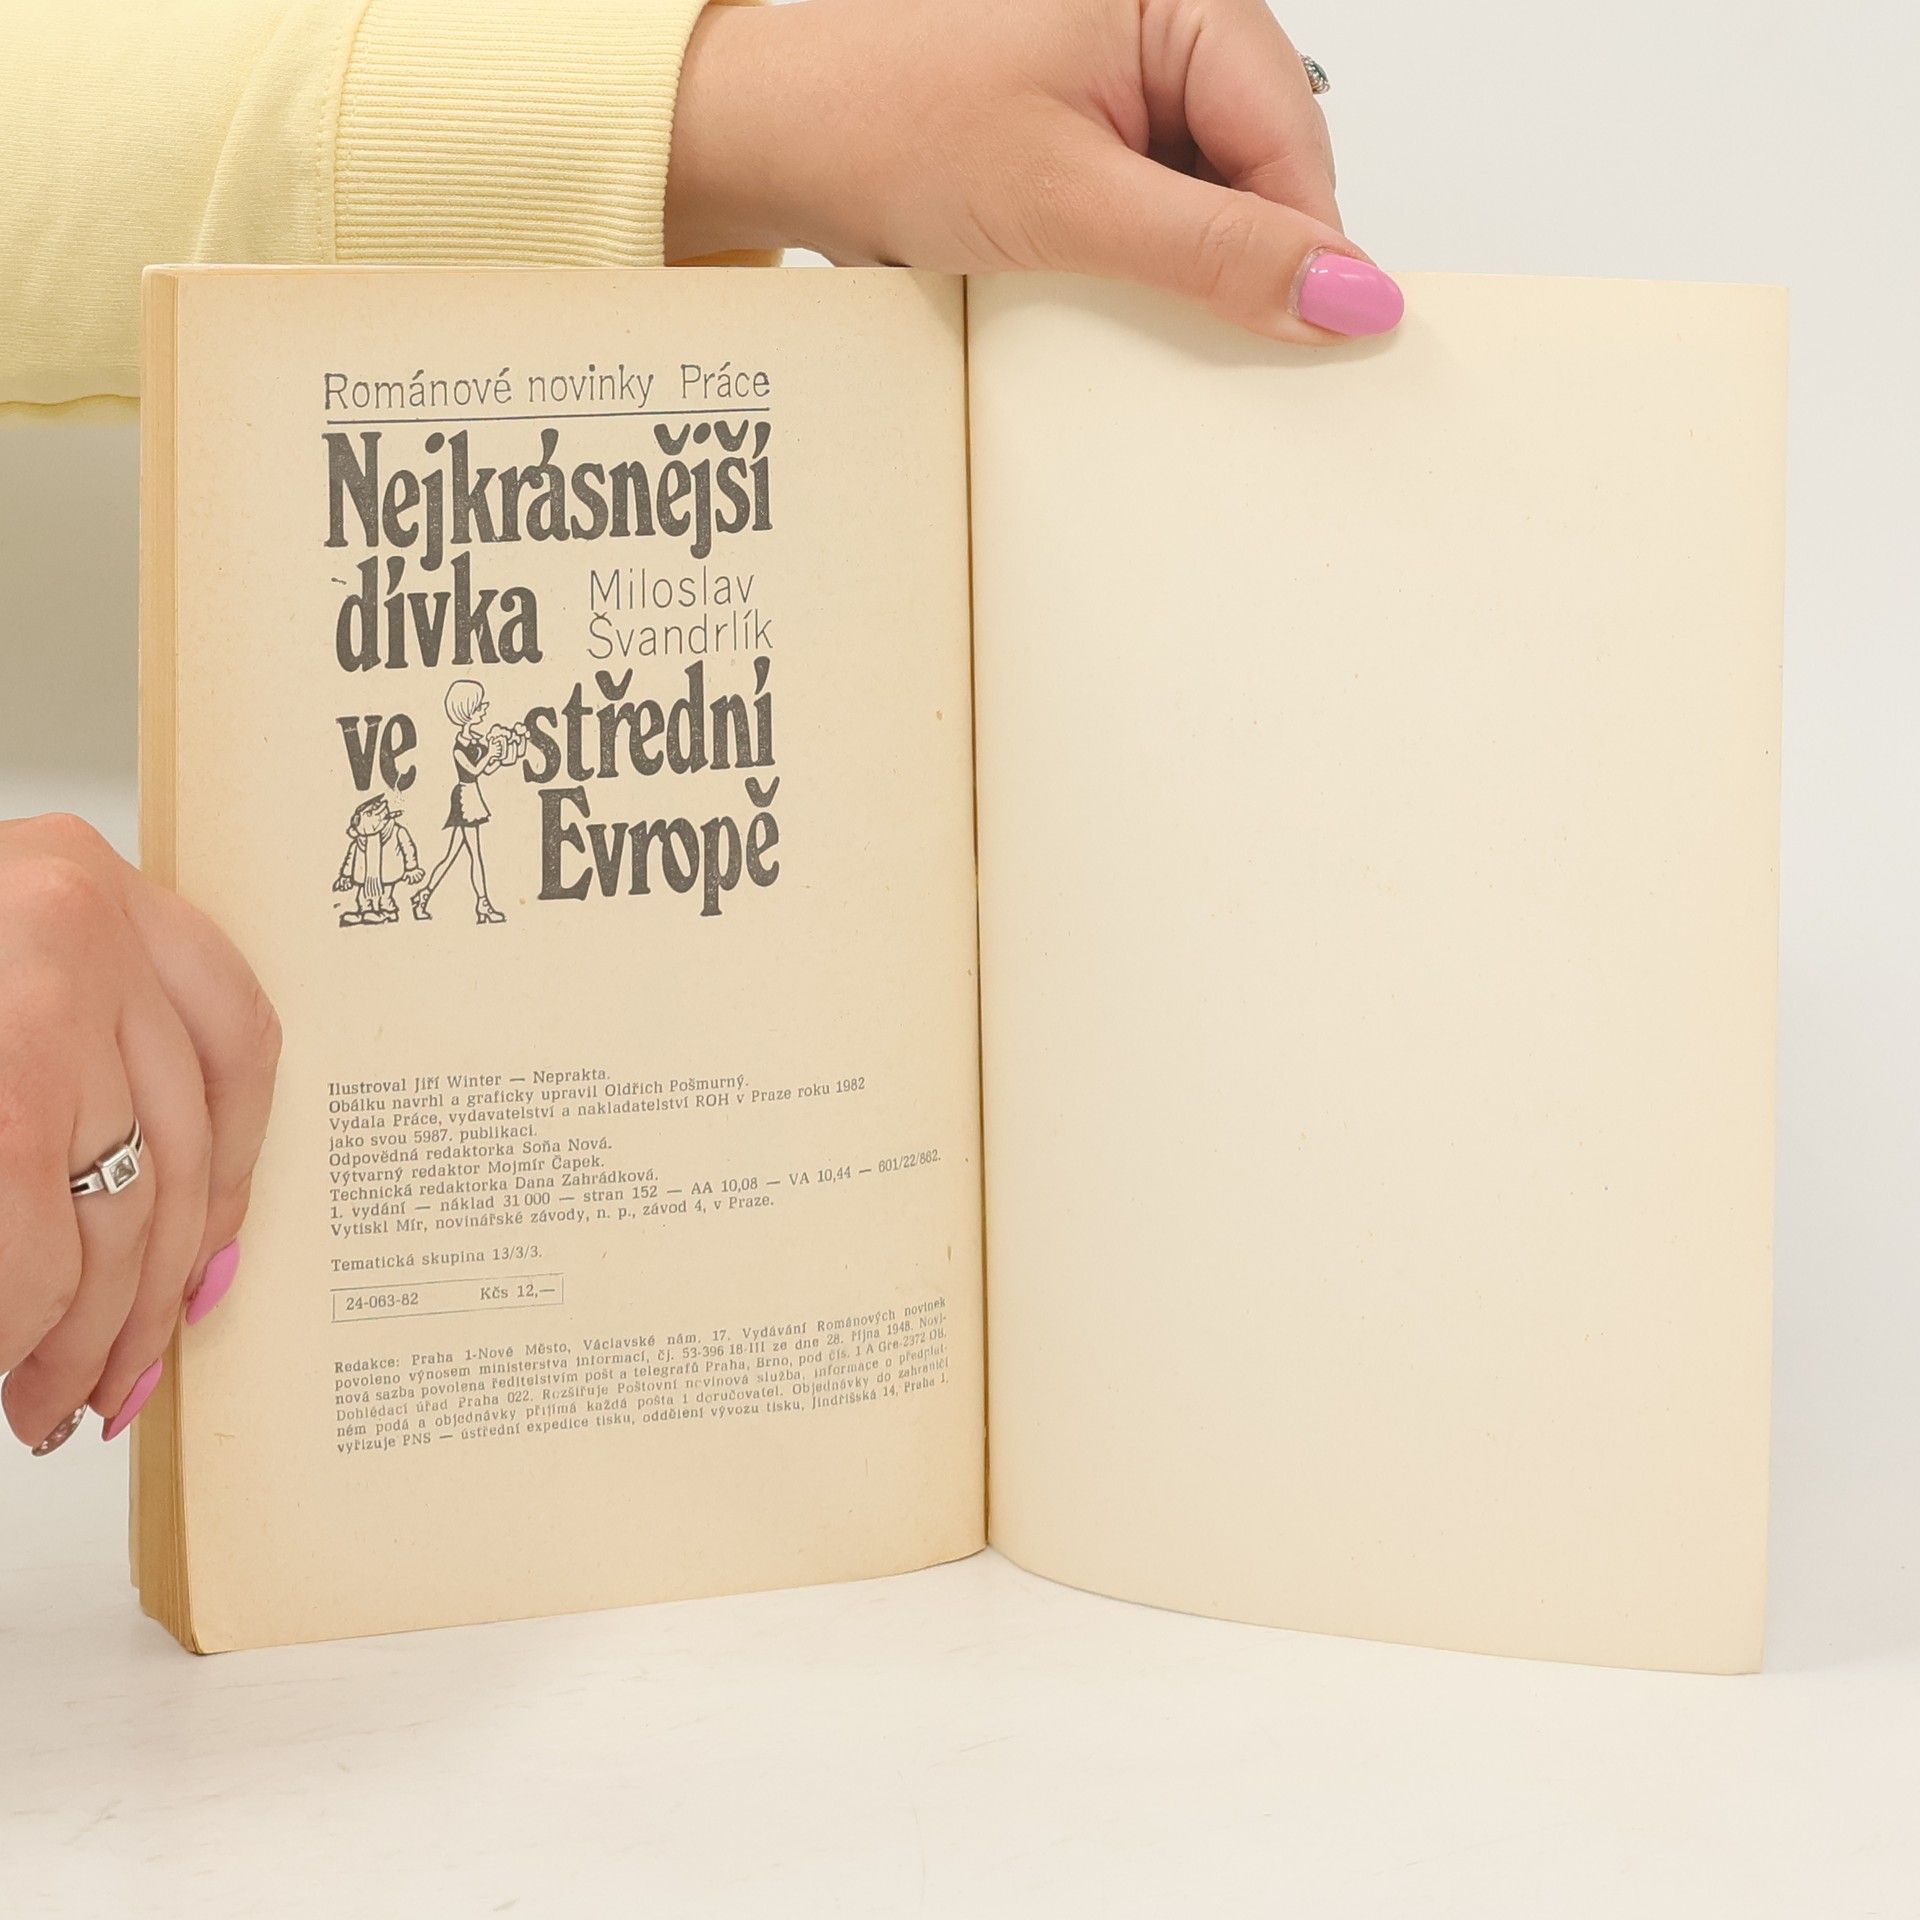 Románové novinky Práce
Nejkrásnější
dívka
Miloslav
Švandrlík
ve střední
Evropě
Ilustroval Jiří Winter — Neprakta.
Obálku navrhl a graficky upravil Oldřich Pošmurný.
Vydala Práce, vydavatelství a nakladatelství ROH v Praze roku 1982
jako svou 5987. publikaci.
Odpovědná redaktorka Soňa Nová.
Výtvarný redaktor Mojmír Čapek.
Technická redaktorka Dana Zahrádková.
1. vydání — náklad 31 000 — stran 152 — AA 10,08 — VA 10,44 — 601/22/862.
Vytiskl Mír, novinářské závody, n. p., závod 4, v Praze.
Tematická skupina 13/3/3.
24-063-82 Kčs 12,—
Redakce: Praha 1-Nové Město, Václavské nám. 17. Vydávání Románových novinek
povoleno výnosem ministerstva informací, čj. 53-396 18-III ze dne 28. října 1948. Novi-
nová sazba povolena ředitelstvím pošt a telegrafů Praha, Brno, pod čís. 1 A Gre-2372 OB.
Dohlédací úřad Praha 022. Rozšiřuje Poštovní novinová služba, informace o předplat-
ném podá a objednávky přijímá každá pošta i doručovatel. Objednávky do zahraničí
vyřizuje PNS — ústřední expedice tisku, oddělení vývozu tisku, Jindřišská 14, Praha 1.